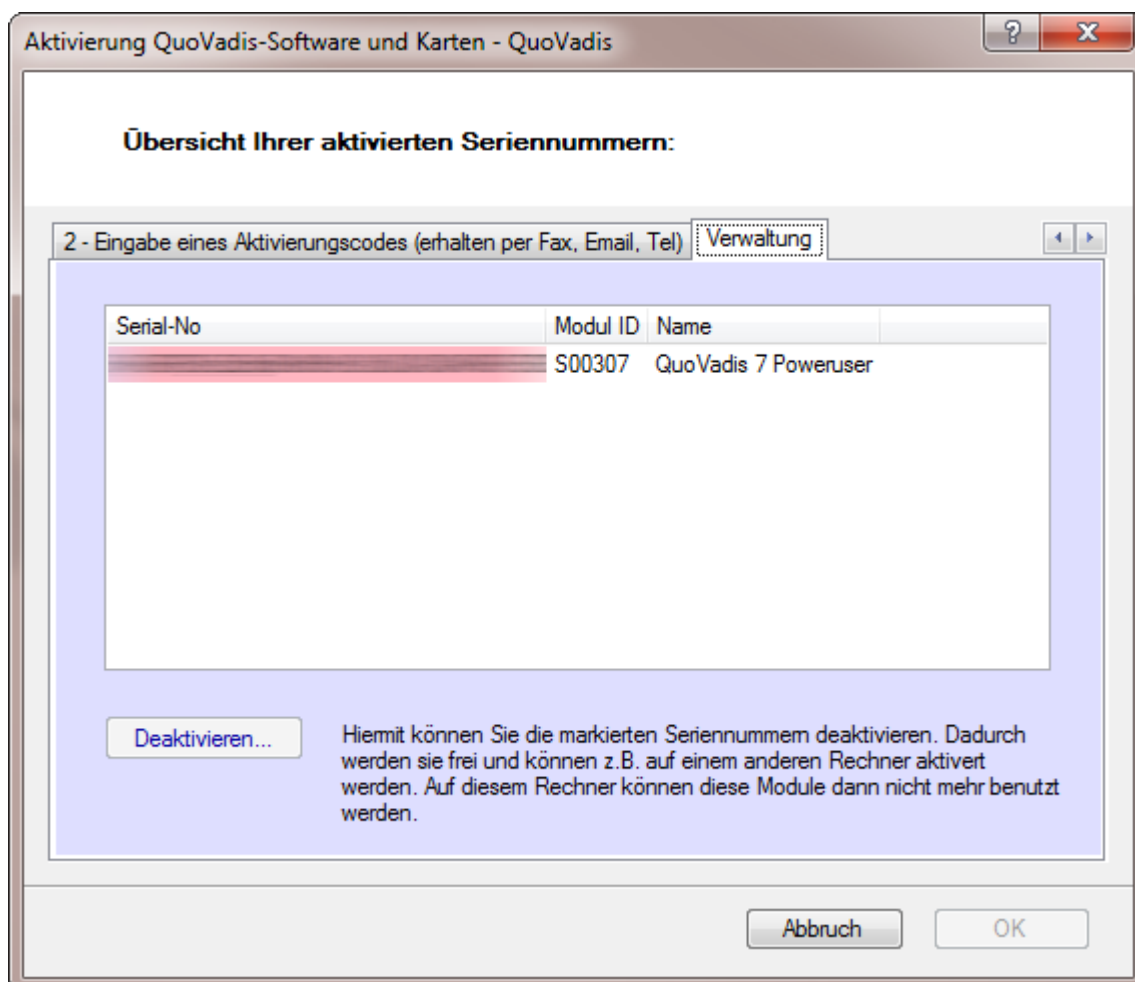 Aktivierung QuoVadis-Software und Karten - QuoVadis
Übersicht Ihrer aktivierten Seriennummern:
2 - Eingabe eines Aktivierungscodes (erhalten per Fax, Email, Tel) Verwaltung
Serial-No Modul ID Name
S00307 QuoVadis 7 Poweruser
Deaktivieren...
Hiermit können Sie die markierten Seriennummern deaktivieren. Dadurch
werden sie frei und können z.B. auf einem anderen Rechner aktivert
werden. Auf diesem Rechner können diese Module dann nicht mehr benutzt
werden.
Abbruch OK